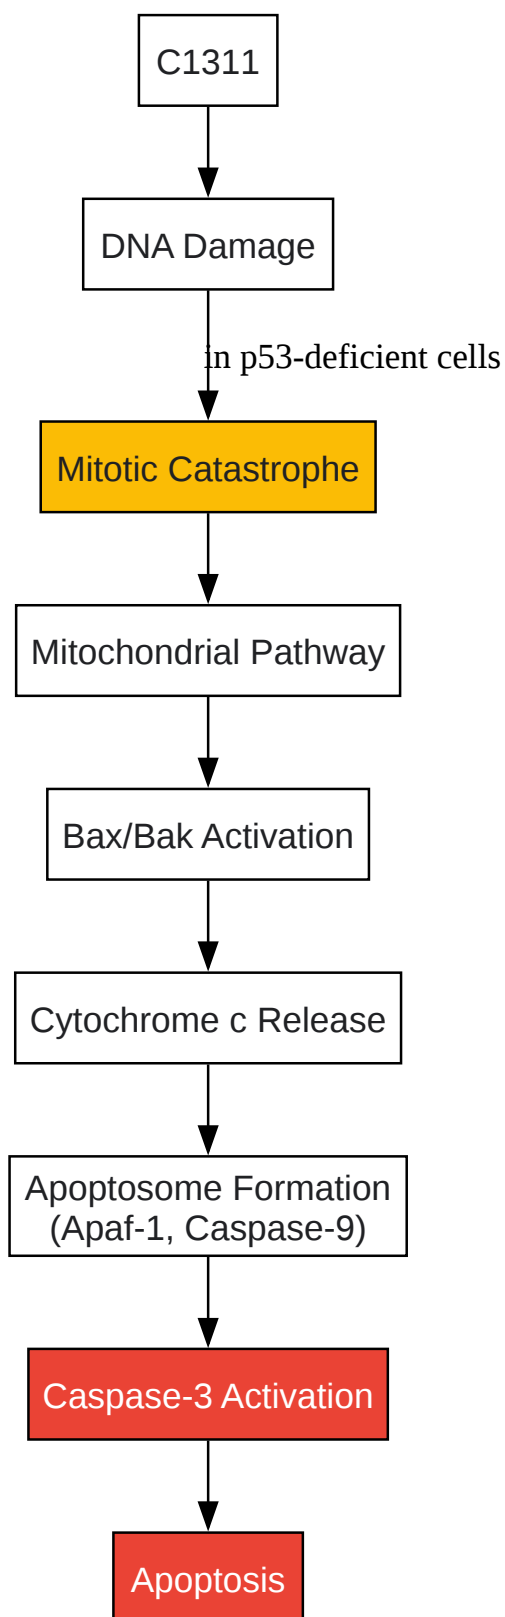 C1311
DNA Damage
in p53-deficient cells
Mitotic Catastrophe
Mitochondrial Pathway
Bax/Bak Activation
Cytochrome c Release
Apoptosome Formation
(Apaf-1, Caspase-9)
Caspase-3 Activation
Apoptosis